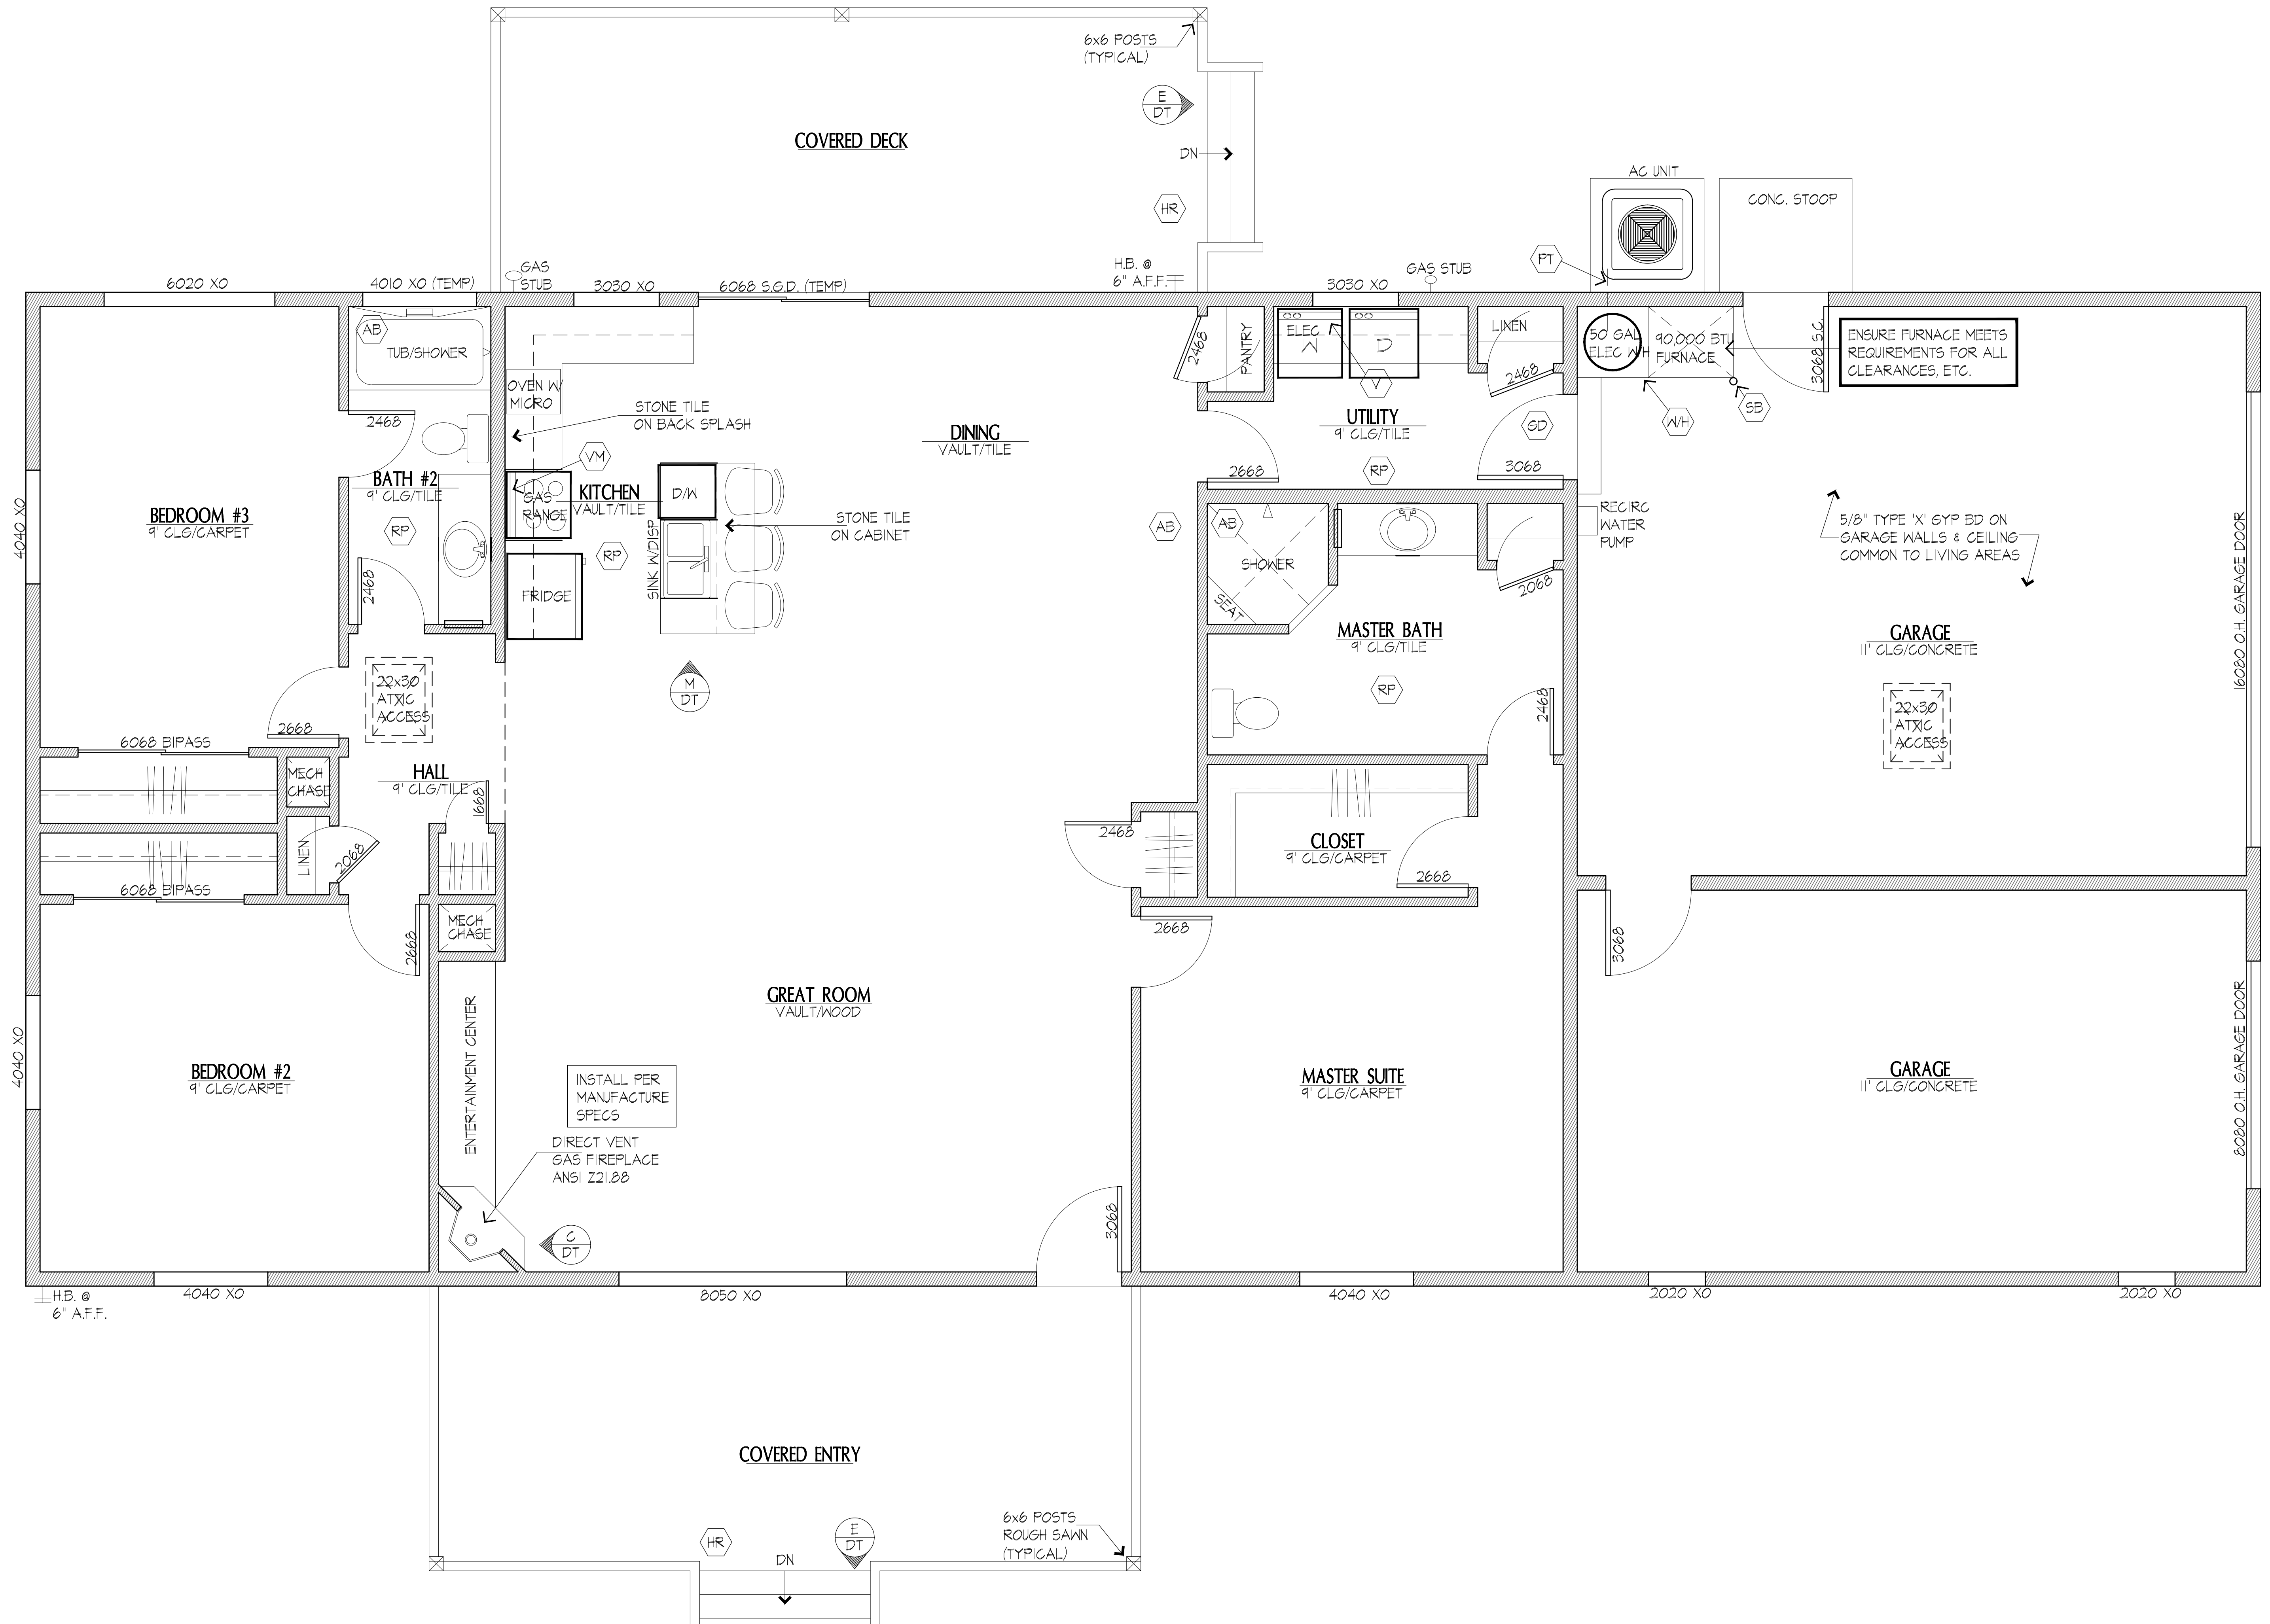 6x6 POSTS
(TYPICAL)
E
DT
COVERED DECK
DN
HR
AC UNIT
CONC. STOOP
PT
6020 XO
4010 XO (TEMP)
GAS
STUB
3030 XO
6068 S.G.D. (TEMP)
H.B. @
6" A.F.F.
3030 XO
GAS STUB
AB
TUB/SHOWER
2468
OVEN W/
MICRO
STONE TILE
ON BACK SPLASH
2468
PANTRY
ELEC
W
D
V
LINEN
2468
50 GAL
ELEC W/H
90,000 BTU
FURNACE
3068 S.C.
ENSURE FURNACE MEETS
REQUIREMENTS FOR ALL
CLEARANCES, ETC.
W/H
SB
DINING
VAULT/TILE
UTILITY
9' CLG/TILE
GD
RP
2668
3068
4040 XO
BEDROOM #3
9' CLG/CARPET
BATH #2
9' CLG/TILE
RP
2468
VM
GAS
RANGE
KITCHEN
VAULT/TILE
D/W
RP
SINK W/DISP
STONE TILE
ON CABINET
FRIDGE
AB
AB
SHOWER
SEAT
2068
RECIRC
WATER
PUMP
5/8" TYPE 'X' GYP BD ON
GARAGE WALLS & CEILING
COMMON TO LIVING AREAS
16080 O.H. GARAGE DOOR
MASTER BATH
9' CLG/TILE
RP
2468
GARAGE
11' CLG/CONCRETE
22x30
ATTIC
ACCESS
M
DT
22x30
ATTIC
ACCESS
2668
6068 BIPASS
MECH
CHASE
HALL
9' CLG/TILE
1668
LINEN
2068
6068 BIPASS
2668
MECH
CHASE
2468
CLOSET
9' CLG/CARPET
2668
2668
3068
GREAT ROOM
VAULT/WOOD
ENTERTAINMENT CENTER
4040 XO
BEDROOM #2
9' CLG/CARPET
INSTALL PER
MANUFACTURE
SPECS
DIRECT VENT
GAS FIREPLACE
ANSI Z21.88
C
DT
MASTER SUITE
9' CLG/CARPET
GARAGE
11' CLG/CONCRETE
8080 O.H. GARAGE DOOR
3068
H.B. @
6" A.F.F.
4040 XO
8050 XO
4040 XO
2020 XO
2020 XO
COVERED ENTRY
6x6 POSTS
ROUGH SAWN
(TYPICAL)
HR
DN
E
DT